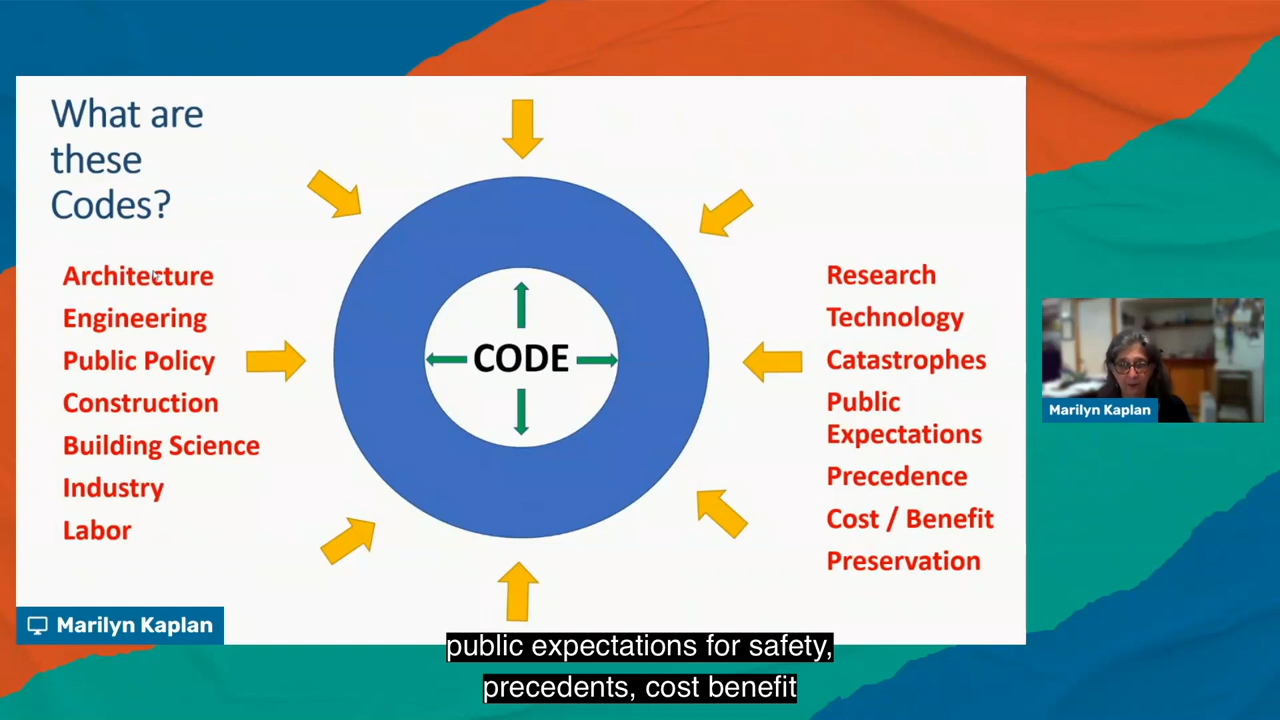 What are
these
Codes?
Architecture
Engineering
Public Policy
Construction
Building Science
Industry
Labor
CODE
Research
Technology
Catastrophes
Public
Expectations
Precedence
Cost / Benefit
Preservation
Marilyn Kaplan
Marilyn Kaplan
public expectations for safety,
precedents, cost benefit